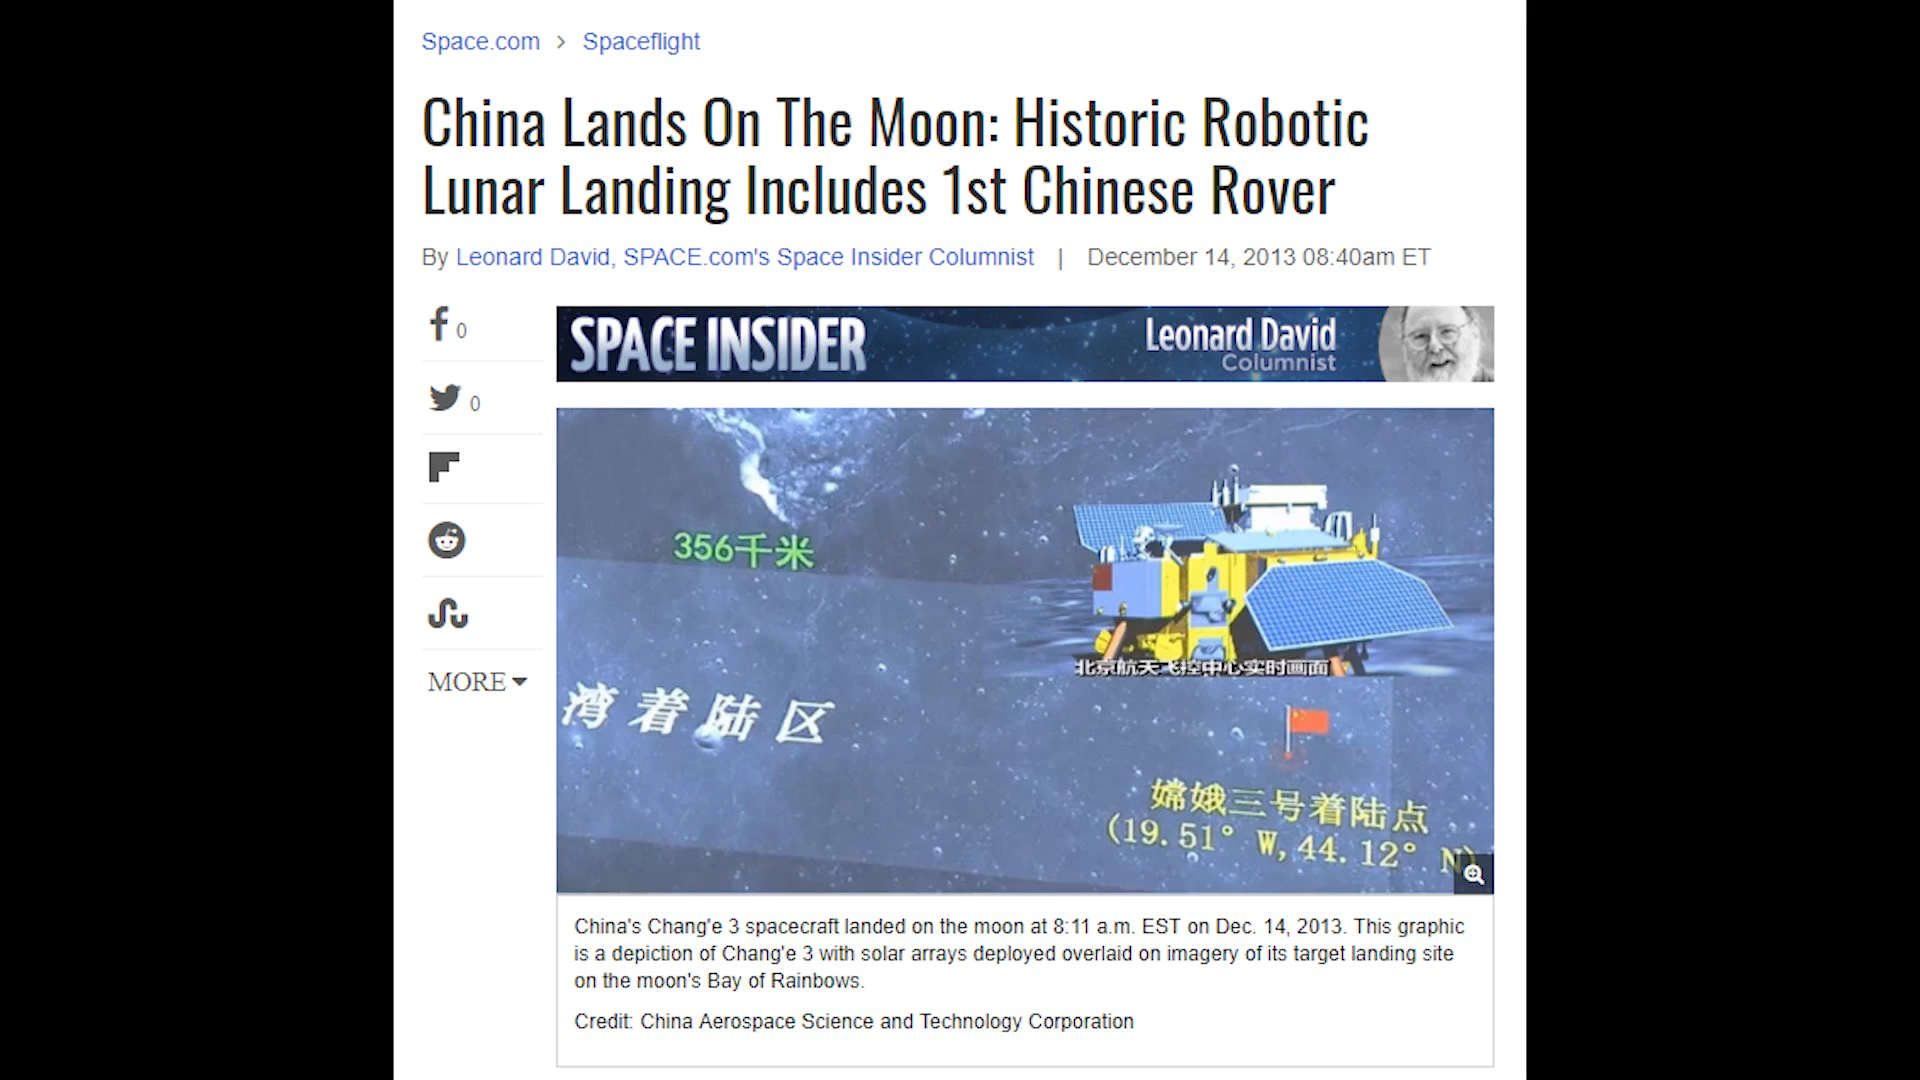 Space.com > Spaceflight
China Lands On The Moon: Historic Robotic
Lunar Landing Includes 1st Chinese Rover
By Leonard David, SPACE.com's Space Insider Columnist | December 14, 2013 08:40am ET
0
0
MORE
SPACE INSIDER
Leonard David
Columnist
356千米
北京航天飞控中心实时画面
湾着陆区
嫦娥三号着陆点
(19.51° W,44.12° N)
China's Chang'e 3 spacecraft landed on the moon at 8:11 a.m. EST on Dec. 14, 2013. This graphic
is a depiction of Chang'e 3 with solar arrays deployed overlaid on imagery of its target landing site
on the moon's Bay of Rainbows.
Credit: China Aerospace Science and Technology Corporation